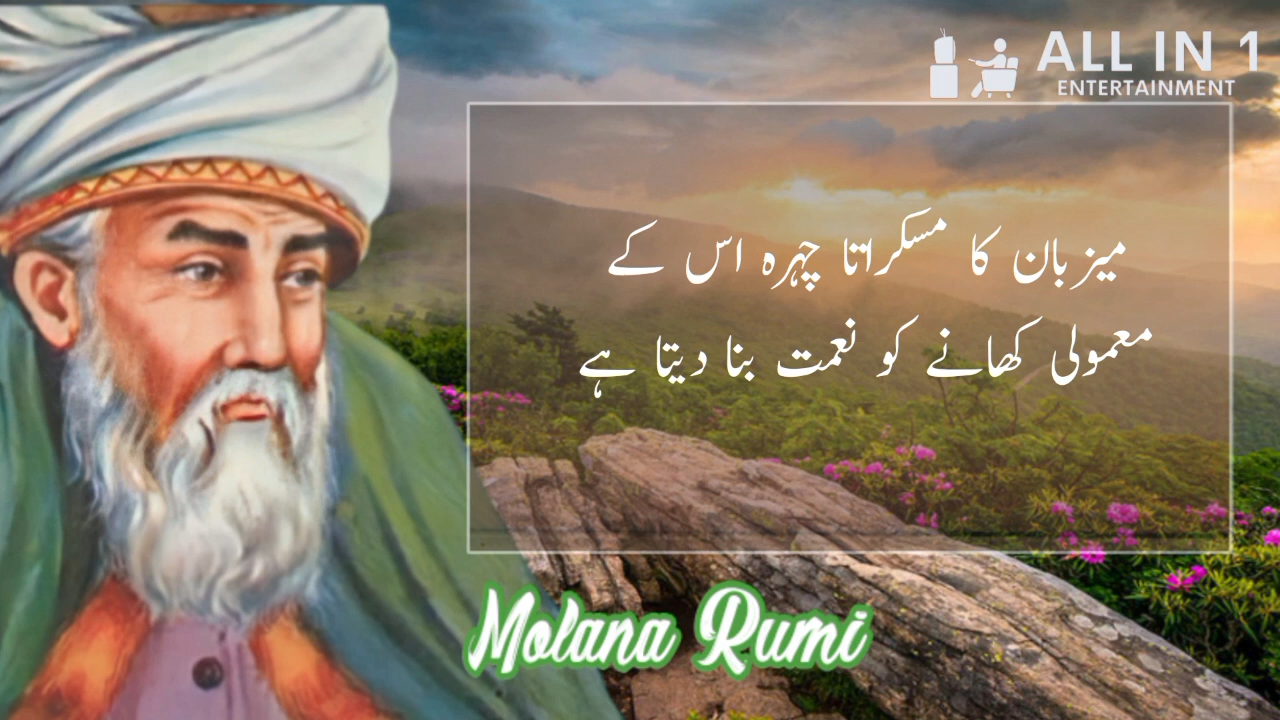 ALL IN 1
ENTERTAINMENT
میزبان کا مسکراتا چہرہ اس کے
معمولی کھانے کو نعمت بنا دیتا ہے
Molana Rumi